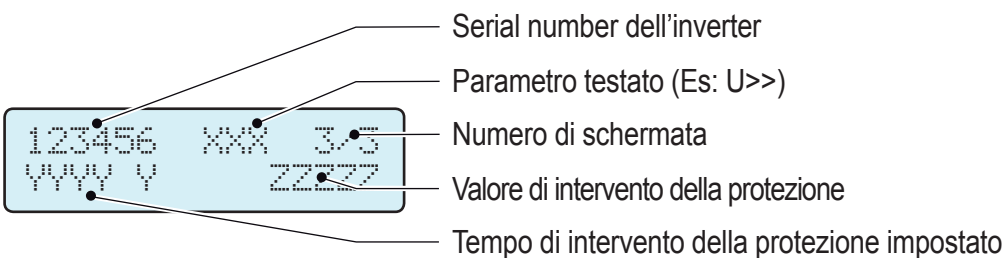 Serial number dell'inverter
Parametro testato (Es: U>>)
123456 XXX 3/5
Numero di schermata
YYYY Y ZZZZZ
Valore di intervento della protezione
Tempo di intervento della protezione impostato